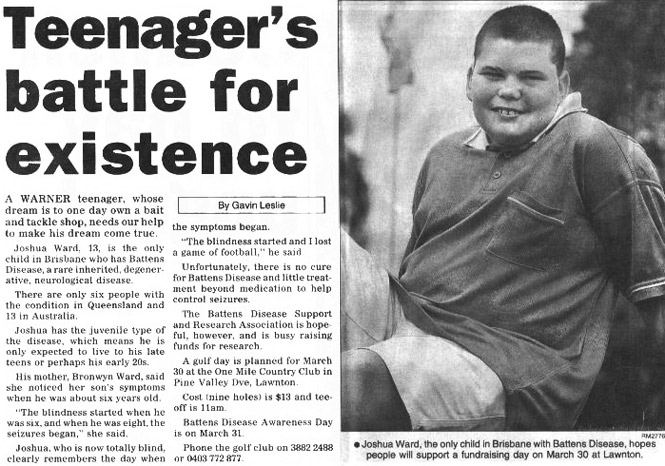 Teenager's
battle for
existence
A WARNER teenager, whose
dream is to one day own a bait
and tackle shop, needs our help
to make his dream come true.
Joshua Ward, 13, is the only
child in Brisbane who has Battens
Disease, a rare inherited, degener-
ative, neurological disease.
There are only six people with
the condition in Queensland and
13 in Australia.
Joshua has the juvenile type of
the disease, which means he is
only expected to live to his late
teens or perhaps his early 20s.
His mother, Bronwyn Ward, said
she noticed her son's symptoms
when he was about six years old.
"The blindness started when he
was six, and when he was eight, the
seizures began," she said.
Joshua, who is now totally blind,
clearly remembers the day when
By Gavin Leslie
the symptoms began.
"The blindness started and I lost
a game of football," he said
Unfortunately, there is no cure
for Battens Disease and little treat-
ment beyond medication to help
control seizures.
The Battens Disease Support
and Research Association is hope-
ful, however, and is busy raising
funds for research.
A golf day is planned for March
30 at the One Mile Country Club in
Pine Valley Dve, Lawnton.
Cost (nine holes) is $13 and tee-
off is 11am.
Battens Disease Awareness Day
is on March 31.
Phone the golf club on 3882 2488
or 0403 772 877.
RM2776
● Joshua Ward, the only child in Brisbane with Battens Disease, hopes
people will support a fundraising day on March 30 at Lawnton.